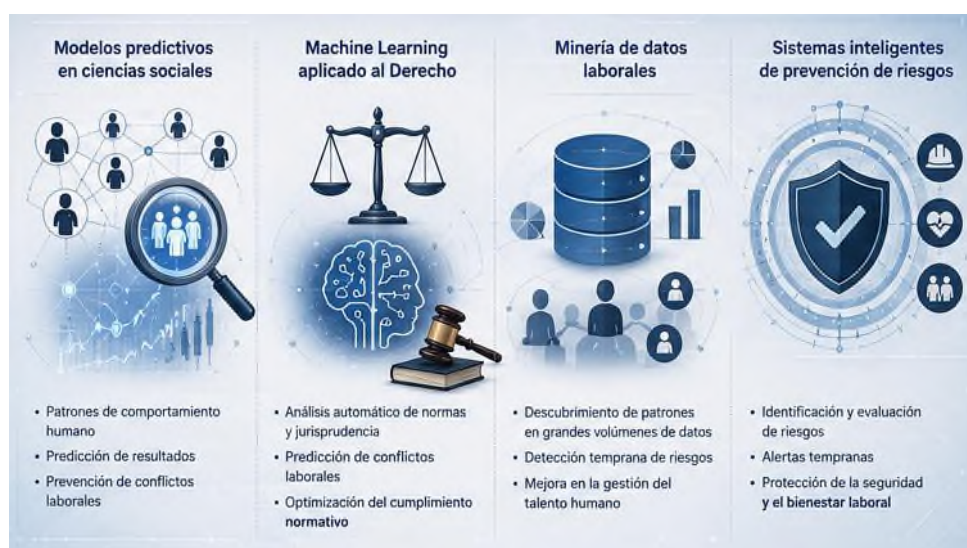 Modelos predictivos
en ciencias sociales
• Patrones de comportamiento
humano
• Predicción de resultados
• Prevención de conflictos
laborales
Machine Learning
aplicado al Derecho
• Análisis automático de normas
y jurisprudencia
• Predicción de conflictos
laborales
• Optimización del cumplimiento
normativo
Minería de datos
laborales
• Descubrimiento de patrones
en grandes volúmenes de datos
• Detección temprana de riesgos
• Mejora en la gestión del
talento humano
Sistemas inteligentes
de prevención de riesgos
• Identificación y evaluación
de riesgos
• Alertas tempranas
• Protección de la seguridad
y el bienestar laboral